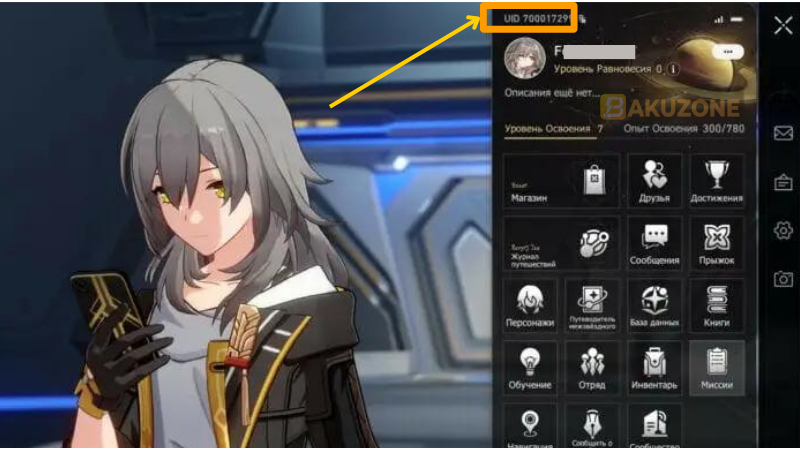 UID 70001729
F
Уровень Равновесия 0
Описания ещё нет...
BAKUZONE
Уровень Освоения 7 Опыт Освоения 300/780
Магазин
Друзья
Достижения
Журнал путешествий
Сообщения
Прыжок
Персонажи
Путеводитель межзвёздного
База данных
Книги
Обучение
Отряд
Инвентарь
Миссии
Навигация
Сообщить о
Сообщество